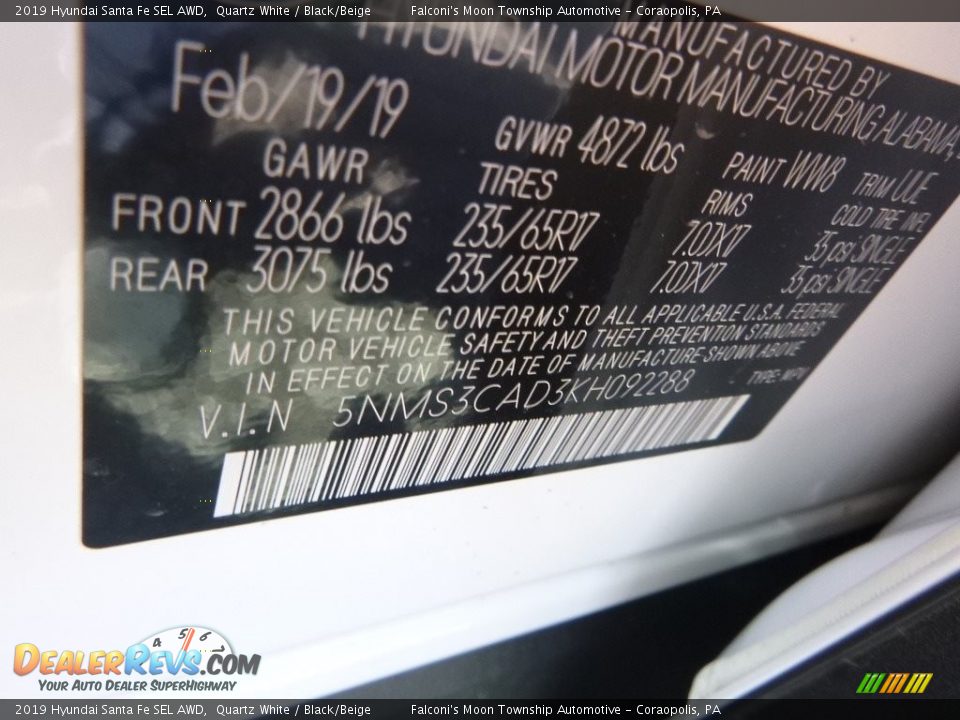 2019 Hyundai Santa Fe SEL AWD, Quartz White / Black/Beige Falconi's Moon Township Automotive - Coraopolis, PA
MANUFACTURED BY
HYUNDAI MOTOR MANUFACTURING ALABAMA,
Feb/19/19
GVWR 4872 lbs
PAINT WW8 TRIM UUE
GAWR TIRES RIMS COLD TIRE INFL
FRONT 2866 lbs 235/65R17 7.0JX17 35 psi SINGLE
REAR 3075 lbs 235/65R17 7.0JX17 35 psi SINGLE
THIS VEHICLE CONFORMS TO ALL APPLICABLE U.S.A. FEDERAL
MOTOR VEHICLE SAFETY AND THEFT PREVENTION STANDARDS
IN EFFECT ON THE DATE OF MANUFACTURE SHOWN ABOVE
V.I.N 5NMS3CAD3KH092288 TYPE: MPV
4 5 6
DEALERREVS.COM
YOUR AUTO DEALER SUPERHIGHWAY
2019 Hyundai Santa Fe SEL AWD, Quartz White / Black/Beige Falconi's Moon Township Automotive - Coraopolis, PA